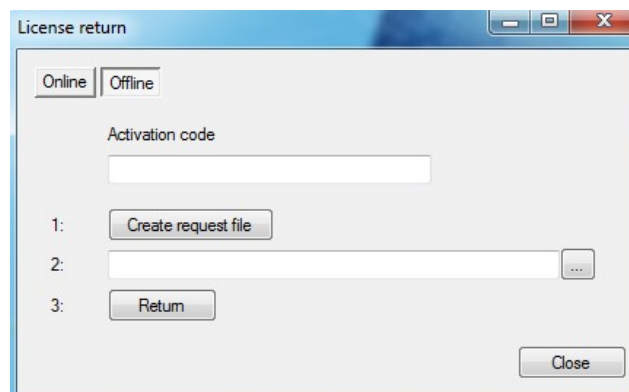 License return
Online Offline
Activation code
1: Create request file
2: ...
3: Return
Close